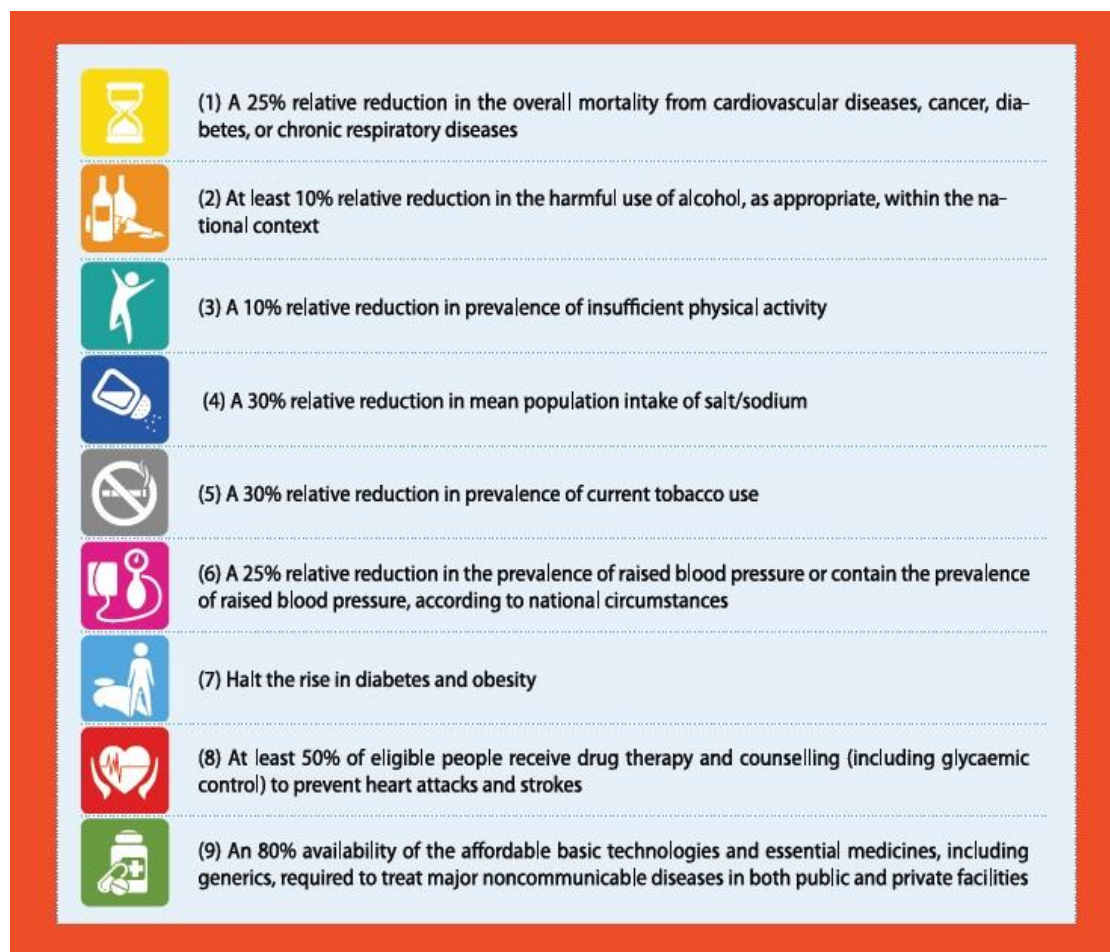 (1) A 25% relative reduction in the overall mortality from cardiovascular diseases, cancer, dia-
betes, or chronic respiratory diseases
(2) At least 10% relative reduction in the harmful use of alcohol, as appropriate, within the na-
tional context
(3) A 10% relative reduction in prevalence of insufficient physical activity
(4) A 30% relative reduction in mean population intake of salt/sodium
(5) A 30% relative reduction in prevalence of current tobacco use
(6) A 25% relative reduction in the prevalence of raised blood pressure or contain the prevalence
of raised blood pressure, according to national circumstances
(7) Halt the rise in diabetes and obesity
(8) At least 50% of eligible people receive drug therapy and counselling (including glycaemic
control) to prevent heart attacks and strokes
(9) An 80% availability of the affordable basic technologies and essential medicines, including
generics, required to treat major noncommunicable diseases in both public and private facilities